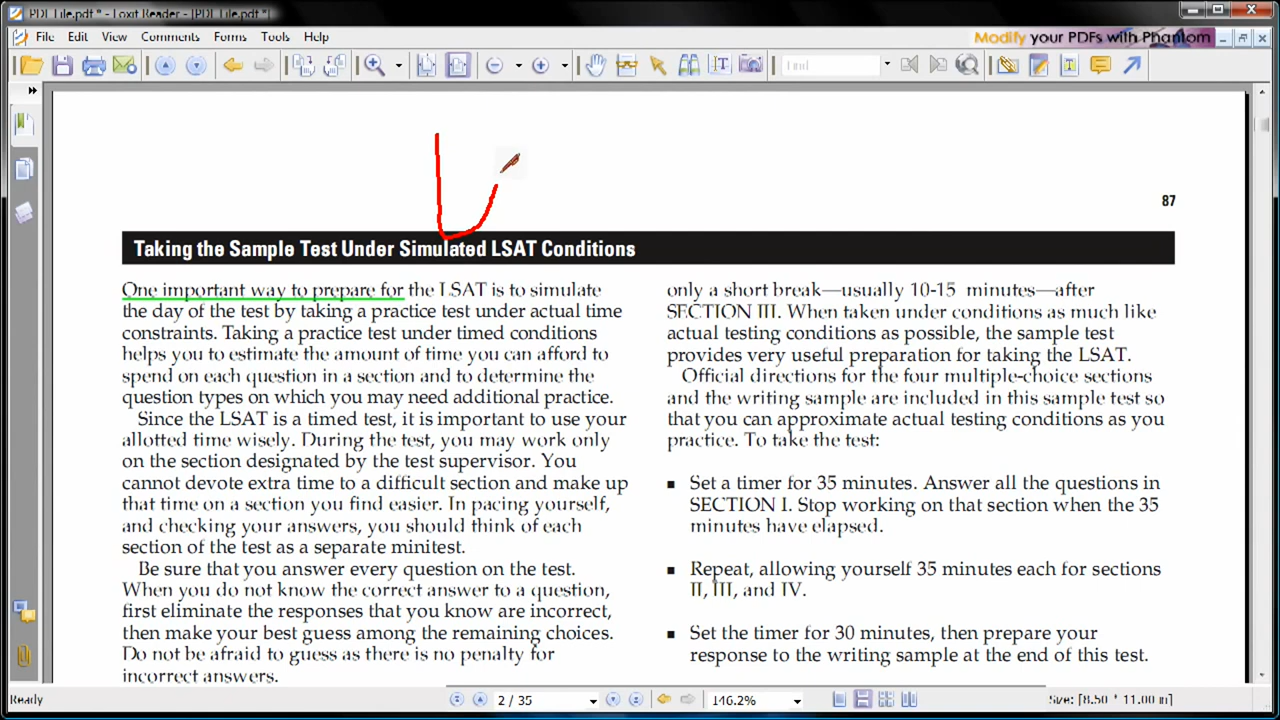 PDF File.pdf * - Foxit Reader - [PDF File.pdf *]
File Edit View Comments Forms Tools Help
Modify your PDFs with Phantom
Find
87
Taking the Sample Test Under Simulated LSAT Conditions
One important way to prepare for the LSAT is to simulate
the day of the test by taking a practice test under actual time
constraints. Taking a practice test under timed conditions
helps you to estimate the amount of time you can afford to
spend on each question in a section and to determine the
question types on which you may need additional practice.
Since the LSAT is a timed test, it is important to use your
allotted time wisely. During the test, you may work only
on the section designated by the test supervisor. You
cannot devote extra time to a difficult section and make up
that time on a section you find easier. In pacing yourself,
and checking your answers, you should think of each
section of the test as a separate minitest.
Be sure that you answer every question on the test.
When you do not know the correct answer to a question,
first eliminate the responses that you know are incorrect,
then make your best guess among the remaining choices.
Do not be afraid to guess as there is no penalty for
incorrect answers.
only a short break—usually 10-15 minutes—after
SECTION III. When taken under conditions as much like
actual testing conditions as possible, the sample test
provides very useful preparation for taking the LSAT.
Official directions for the four multiple-choice sections
and the writing sample are included in this sample test so
that you can approximate actual testing conditions as you
practice. To take the test:
■ Set a timer for 35 minutes. Answer all the questions in
SECTION I. Stop working on that section when the 35
minutes have elapsed.
■ Repeat, allowing yourself 35 minutes each for sections
II, III, and IV.
■ Set the timer for 30 minutes, then prepare your
response to the writing sample at the end of this test.
Ready
2 / 35
146.2%
Size: [8.50 * 11.00 in]